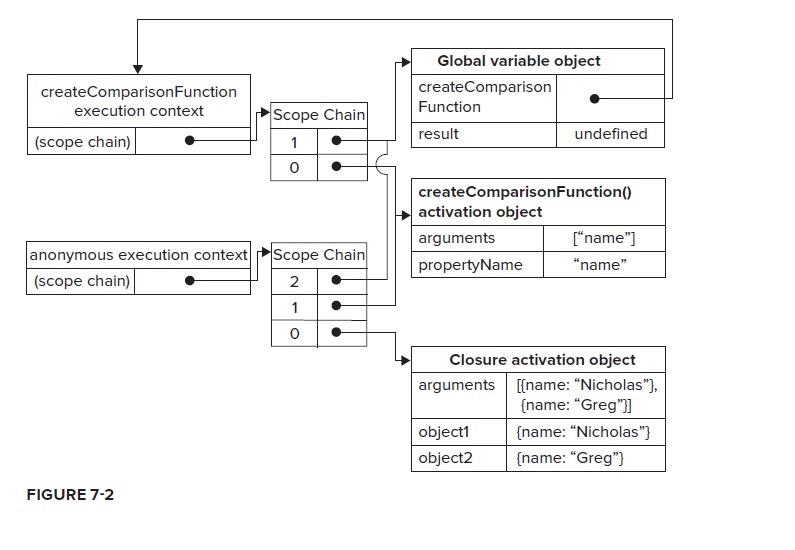 Global variable object
createComparison
Function
result undefined
createComparisonFunction
execution context
(scope chain)
Scope Chain
1
0
createComparisonFunction()
activation object
arguments [“name”]
propertyName “name”
anonymous execution context
(scope chain)
Scope Chain
2
1
0
Closure activation object
arguments [{name: “Nicholas”},
{name: “Greg”}]
object1 {name: “Nicholas”}
object2 {name: “Greg”}
FIGURE 7-2